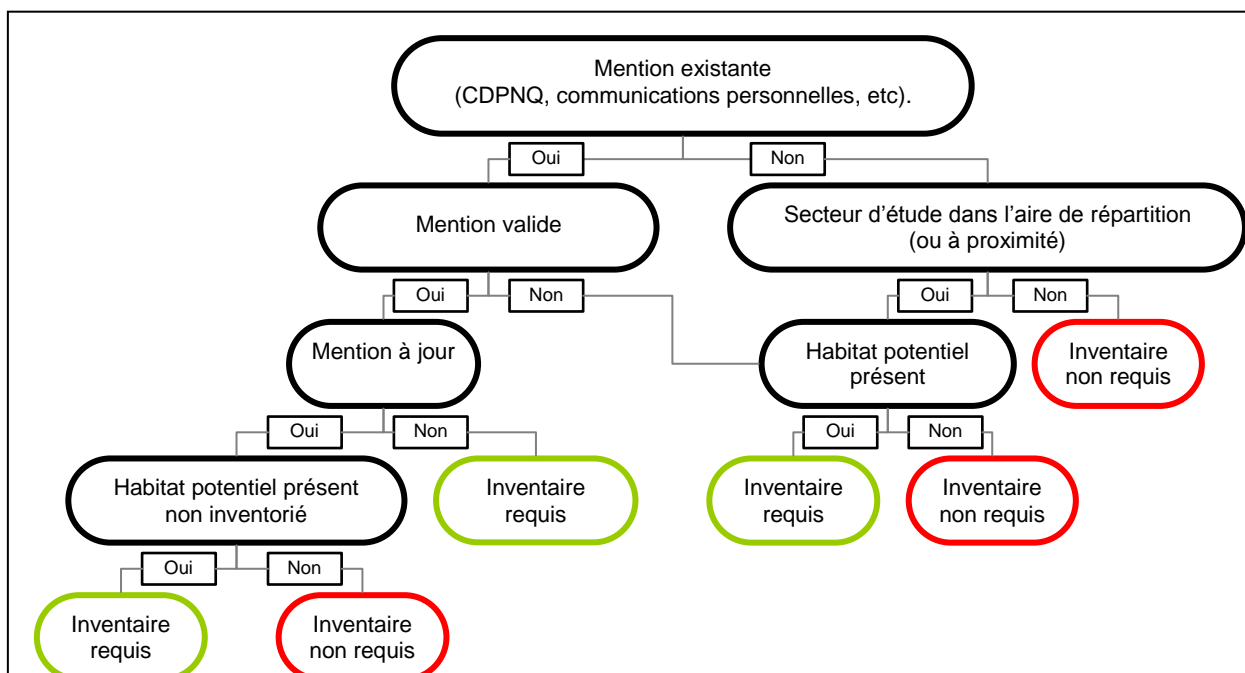 Mention existante
(CDPNQ, communications personnelles, etc).
Oui
Non
Mention valide
Secteur d'étude dans l'aire de répartition
(ou à proximité)
Oui
Non
Oui
Non
Mention à jour
Habitat potentiel
présent
Inventaire
non requis
Oui
Non
Oui
Non
Habitat potentiel présent
non inventorié
Inventaire
requis
Inventaire
requis
Inventaire
non requis
Oui
Non
Inventaire
requis
Inventaire
non requis